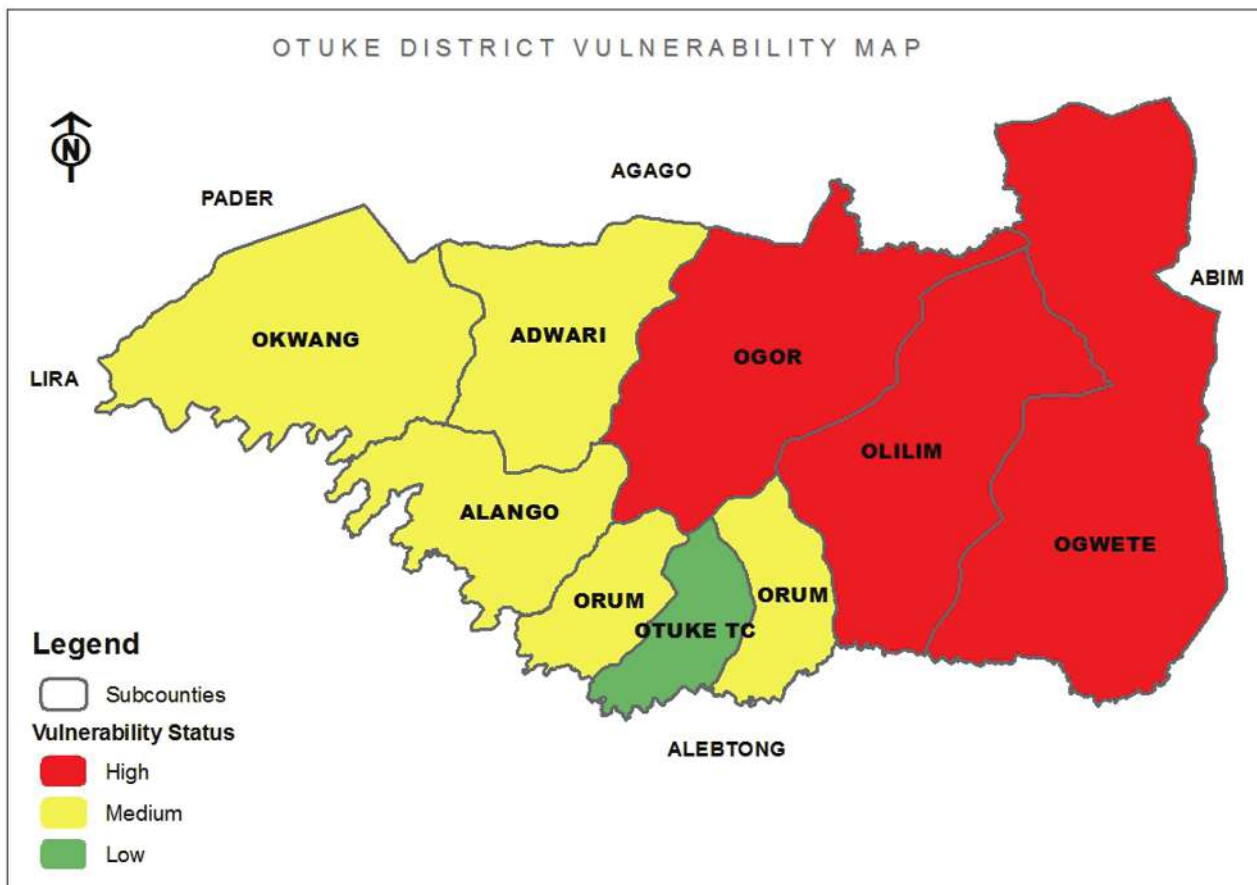 OTUKE DISTRICT VULNERABILITY MAP
N
AGAGO
PADER
ABIM
OKWANG
ADWARI
OGOR
LIRA
OLILIM
ALANGO
OGWETE
ORUM
ORUM
OTUKE TC
ALEBTONG
Legend
Subcounties
Vulnerability Status
High
Medium
Low